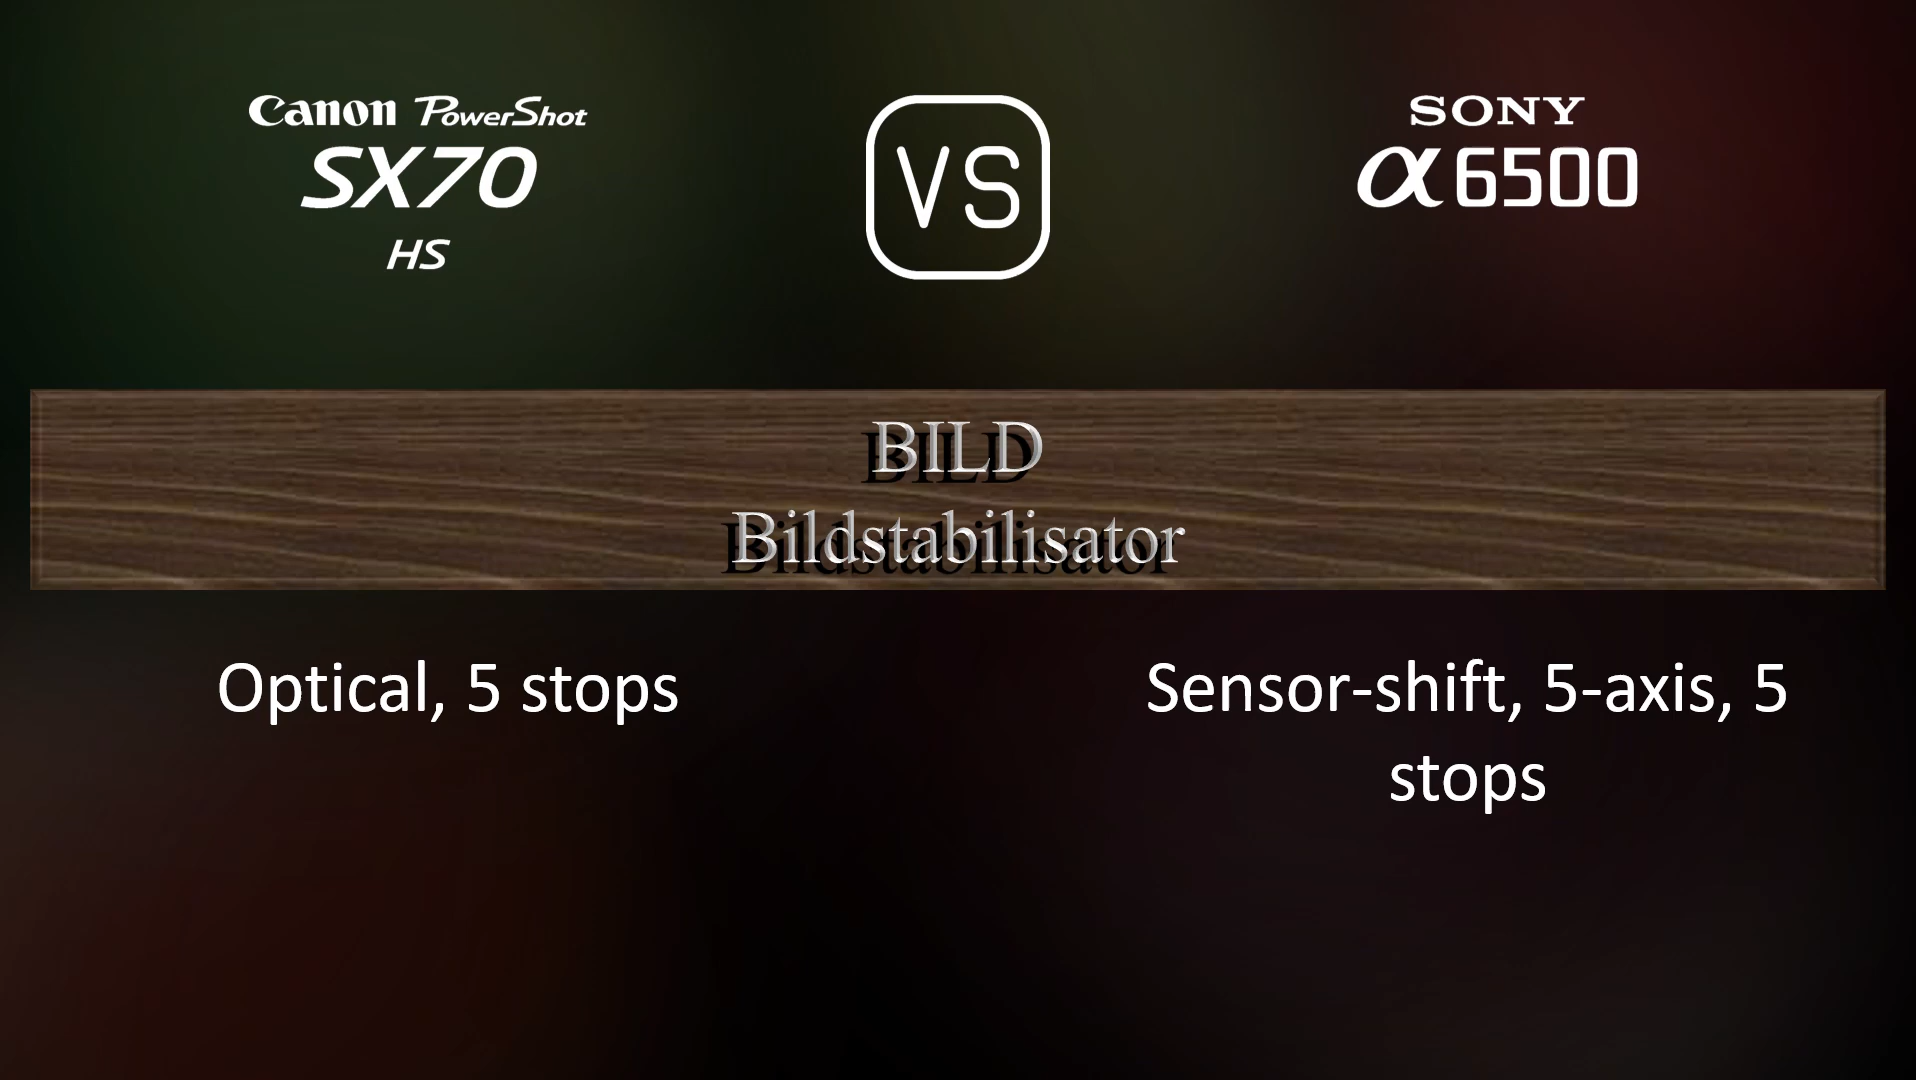 Canon PowerShot
SX70
HS
VS
SONY
α6500
BILD
Bildstabilisator
Optical, 5 stops
Sensor-shift, 5-axis, 5
stops